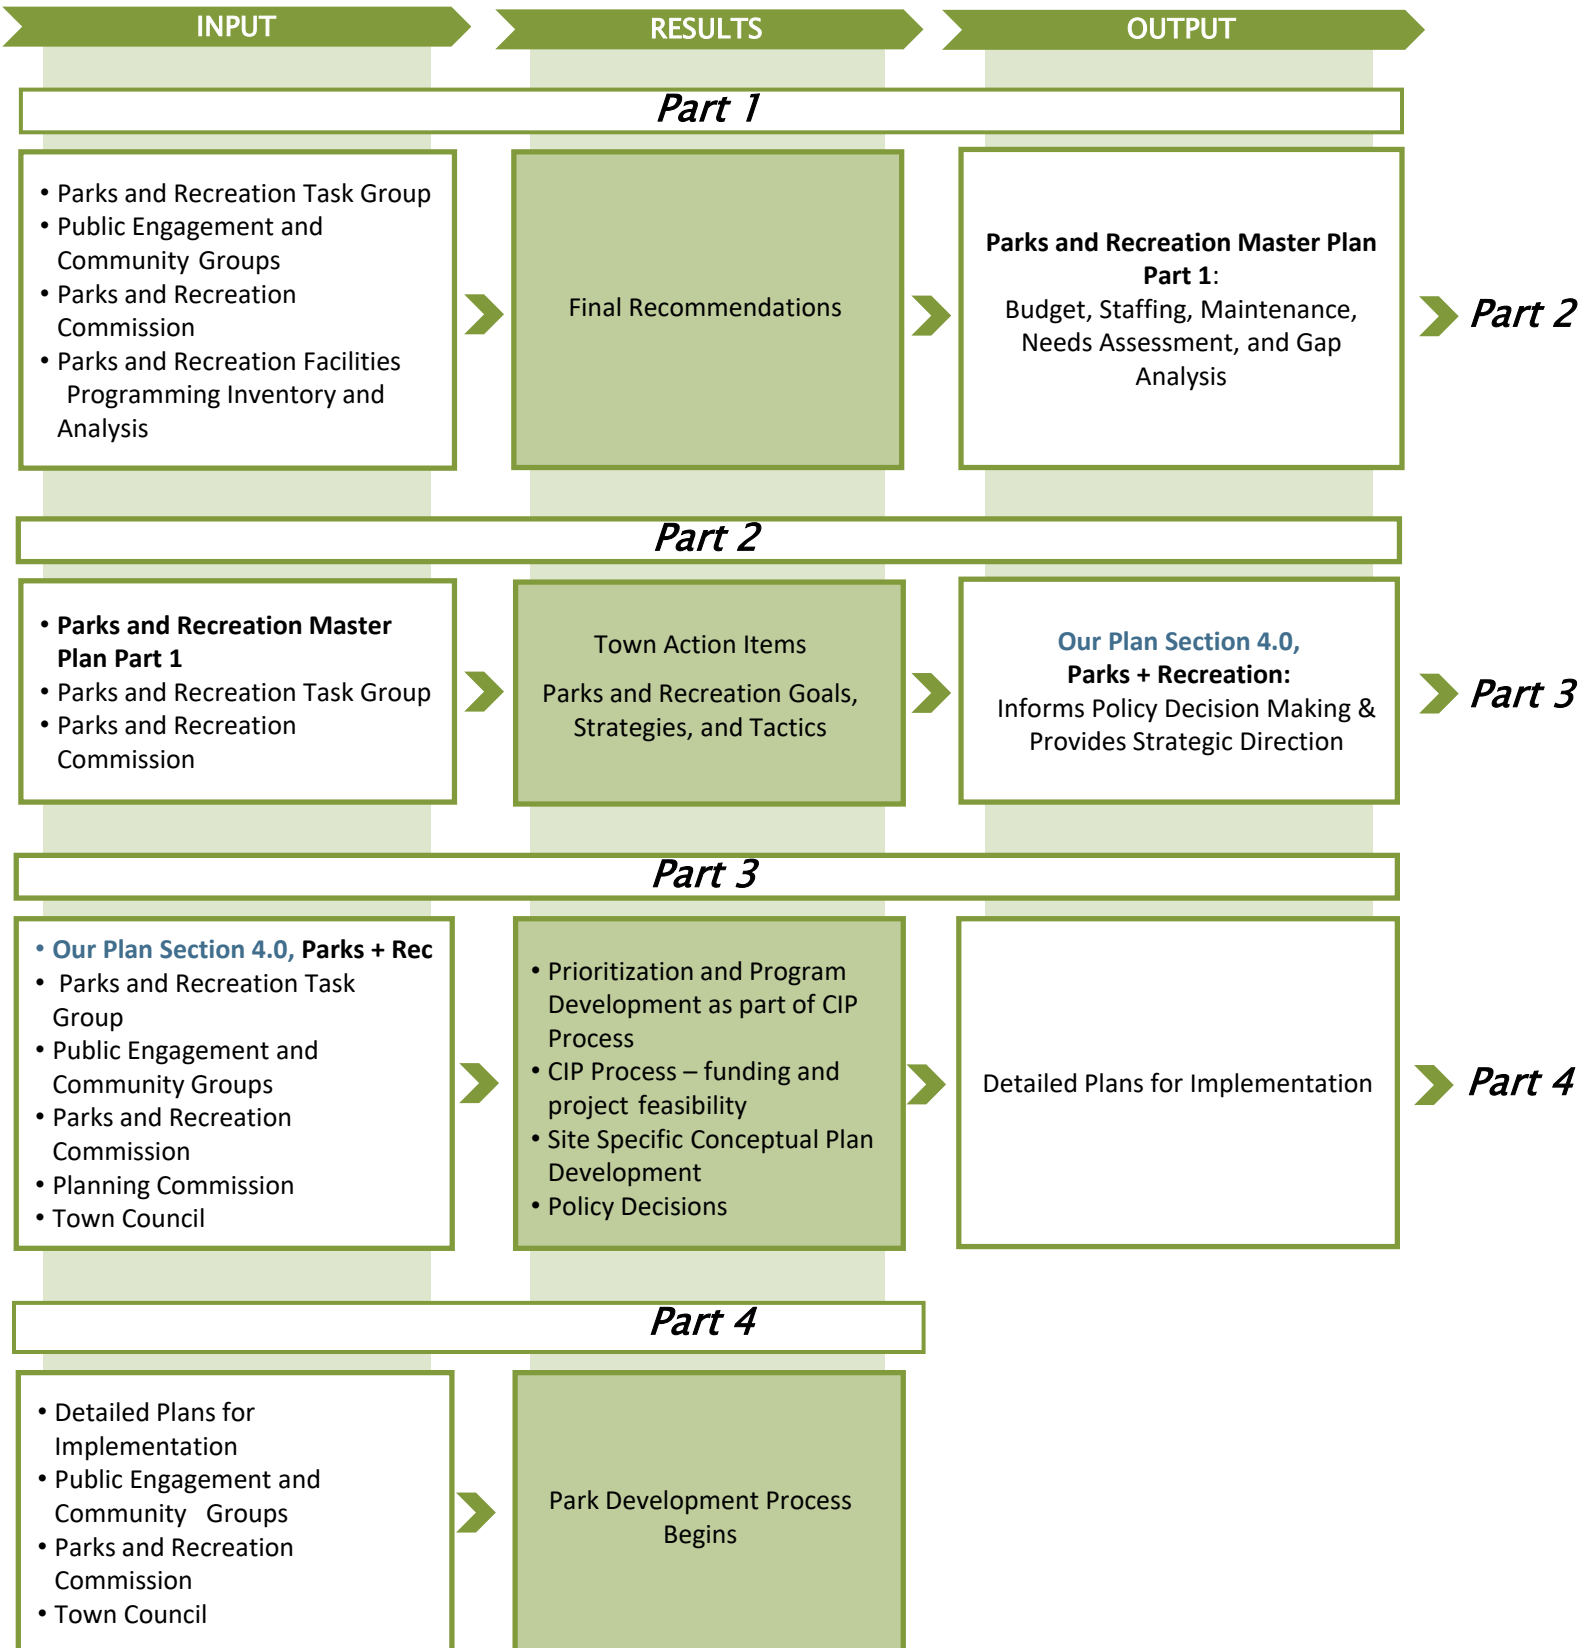 INPUT
RESULTS
OUTPUT
Part 1
• Parks and Recreation Task Group
• Public Engagement and
Community Groups
• Parks and Recreation
Commission
• Parks and Recreation Facilities
Programming Inventory and
Analysis
Final Recommendations
Parks and Recreation Master Plan
Part 1:
Budget, Staffing, Maintenance,
Needs Assessment, and Gap
Analysis
Part 2
Part 2
• Parks and Recreation Master
Plan Part 1
• Parks and Recreation Task Group
• Parks and Recreation
Commission
Town Action Items
Parks and Recreation Goals,
Strategies, and Tactics
Our Plan Section 4.0,
Parks + Recreation:
Informs Policy Decision Making &
Provides Strategic Direction
Part 3
Part 3
• Our Plan Section 4.0, Parks + Rec
• Parks and Recreation Task
Group
• Public Engagement and
Community Groups
• Parks and Recreation
Commission
• Planning Commission
• Town Council
• Prioritization and Program
Development as part of CIP
Process
• CIP Process – funding and
project feasibility
• Site Specific Conceptual Plan
Development
• Policy Decisions
Detailed Plans for Implementation
Part 4
Part 4
• Detailed Plans for
Implementation
• Public Engagement and
Community Groups
• Parks and Recreation
Commission
• Town Council
Park Development Process
Begins